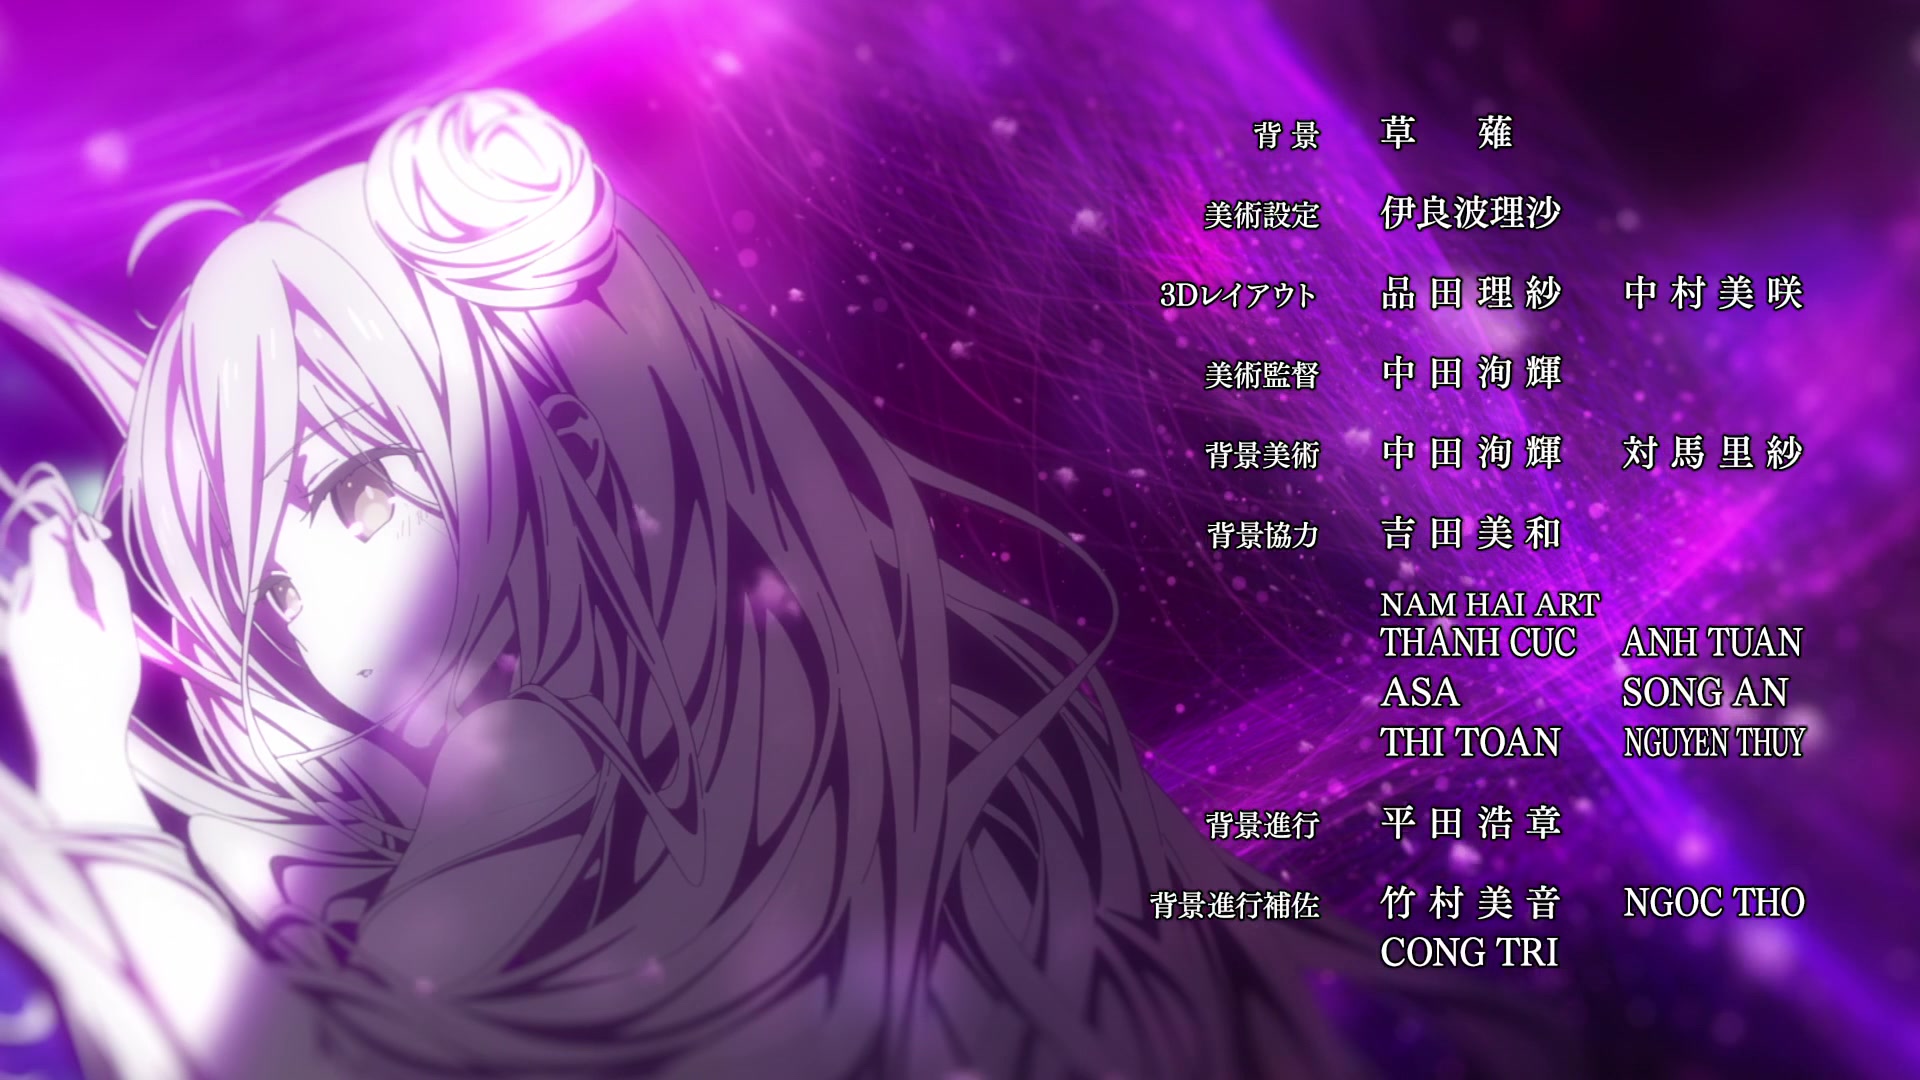 背景 草薙
美術設定 伊良波理沙
3Dレイアウト 品田理紗 中村美咲
美術監督 中田洵輝
背景美術 中田洵輝 対馬里紗
背景協力 吉田美和
NAM HAI ART
THANH CUC ANH TUAN
ASA SONG AN
THI TOAN NGUYEN THUY
背景進行 平田浩章
背景進行補佐 竹村美音 NGOC THO
CONG TRI